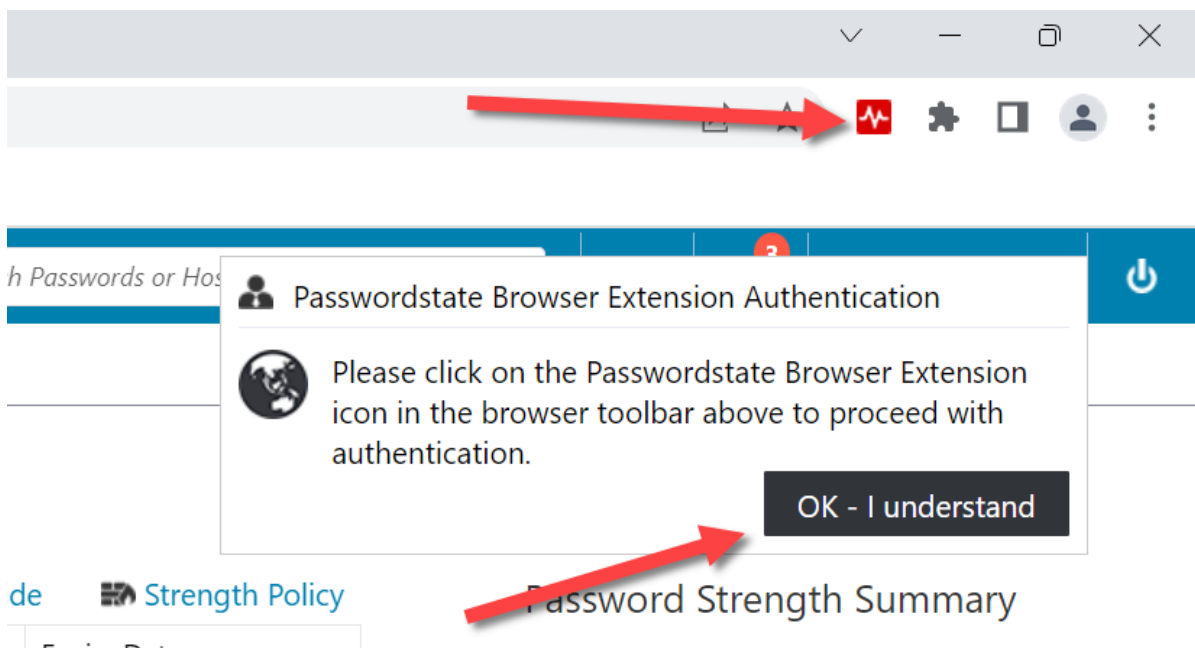 3
h Passwords or Hos
Passwordstate Browser Extension Authentication
Please click on the Passwordstate Browser Extension
icon in the browser toolbar above to proceed with
authentication.
OK - I understand
de Strength Policy
Password Strength Summary